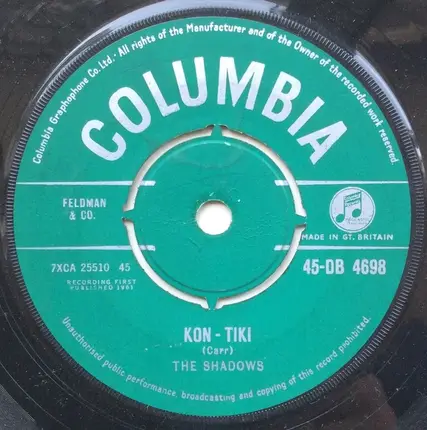 Columbia Graphophone Co. Ltd. · All rights of the Manufacturer and of the Owner of the recorded work reserved.
COLUMBIA
FELDMAN
& CO.
MADE IN GT. BRITAIN
7XCA 25510 45
45-DB 4698
RECORDING FIRST
PUBLISHED 1961
KON - TIKI
(Carr)
THE SHADOWS
Unauthorised public performance, broadcasting and copying of this record prohibited.